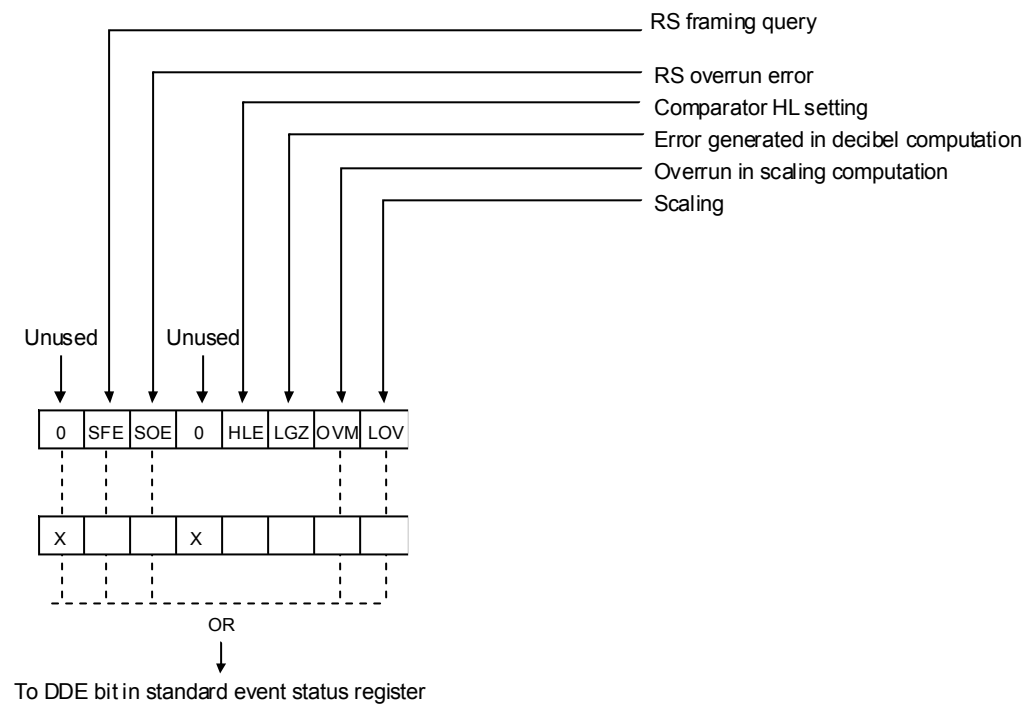 RS framing query
RS overrun error
Comparator HL setting
Error generated in decibel computation
Overrun in scaling computation
Scaling
Unused Unused
0 SFE SOE 0 HLE LGZ OVM LOV
X X
OR
To DDE bit in standard event status register